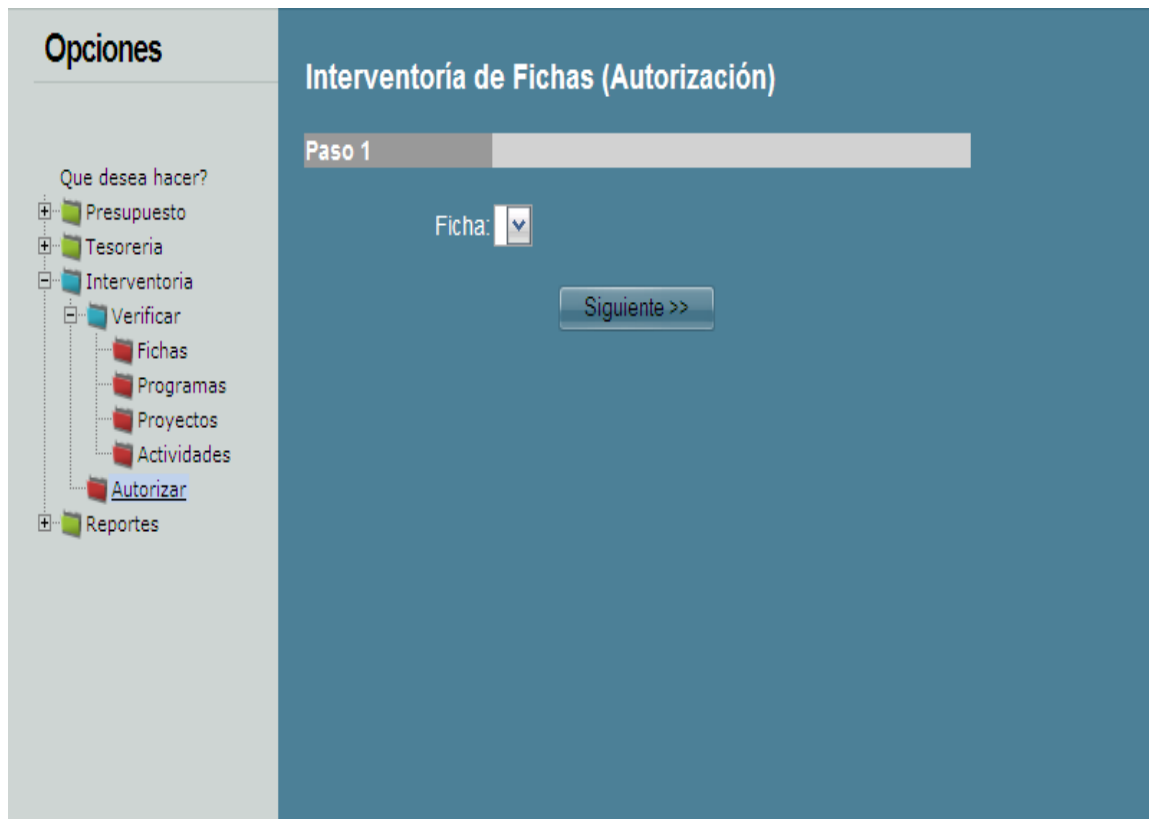 Opciones
Que desea hacer?
Presupuesto
Tesoreria
Interventoria
Verificar
Fichas
Programas
Proyectos
Actividades
Autorizar
Reportes
Interventoría de Fichas (Autorización)
Paso 1
Ficha:
Siguiente >>